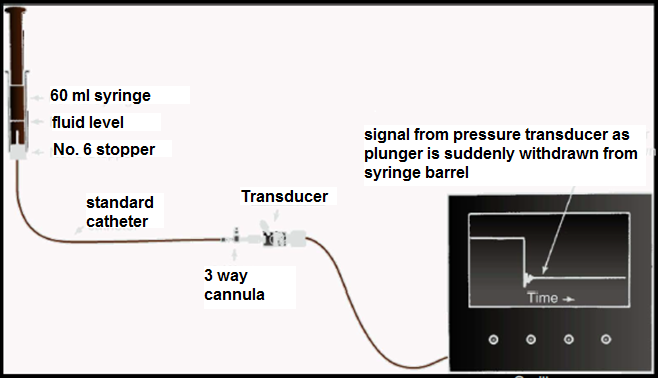 60 ml syringe
fluid level
No. 6 stopper
signal from pressure transducer as
plunger is suddenly withdrawn from
syringe barrel
standard
catheter
Transducer
3 way
cannula
Time →